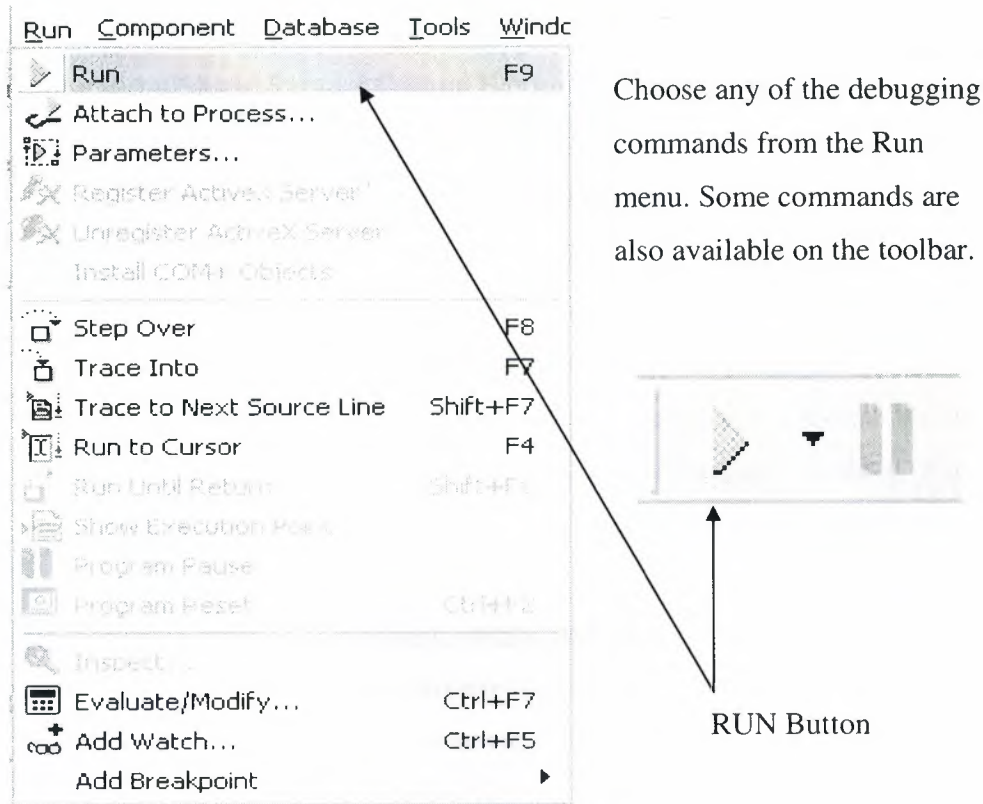 Run Component Database Tools Windc
Run F9
Attach to Process...
Parameters...
Register ActiveX Server
Unregister ActiveX Server
Install COM+ Objects
Step Over F8
Trace Into F7
Trace to Next Source Line Shift+F7
Run to Cursor F4
Run Until Return
Show Execution Point
Program Pause
Program Reset Ctrl+F2
Inspect...
Evaluate/Modify... Ctrl+F7
Add Watch... Ctrl+F5
Add Breakpoint
Choose any of the debugging
commands from the Run
menu. Some commands are
also available on the toolbar.
RUN Button